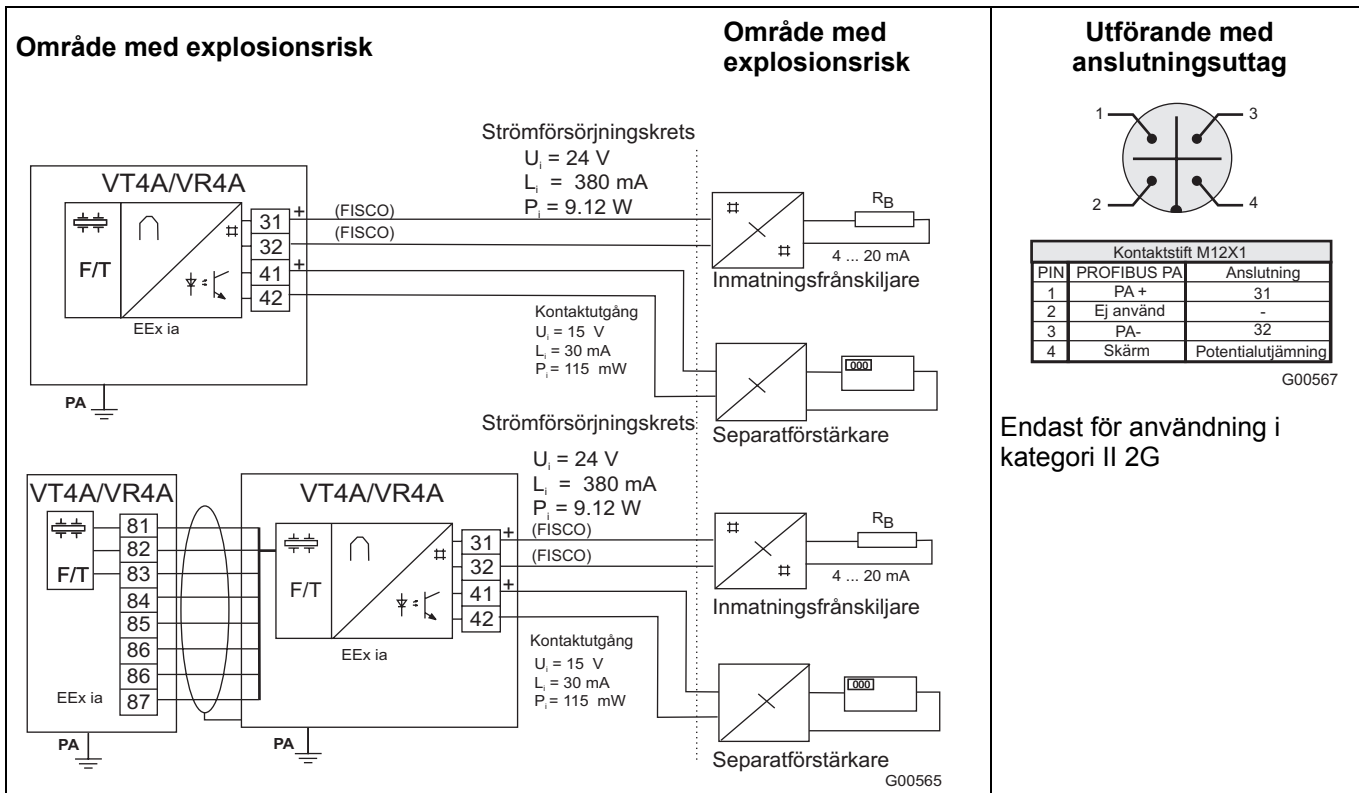 Område med explosionsrisk
Område med
explosionsrisk
Strömförsörjningskrets
Ui = 24 V
Li = 380 mA
Pi = 9.12 W
VT4A/VR4A
F/T
EEx ia
31 +
32
41 +
42
(FISCO)
(FISCO)
PA
Kontaktutgång
Ui = 15 V
Li = 30 mA
Pi = 115 mW
RB
4 ... 20 mA
Inmatningsfrånskiljare
000
Separatförstärkare
Strömförsörjningskrets
Ui = 24 V
Li = 380 mA
Pi = 9.12 W
VT4A/VR4A
F/T
81
82
83
84
85
86
86
87
EEx ia
PA
VT4A/VR4A
F/T
EEx ia
31 +
32
41 +
42
(FISCO)
(FISCO)
PA
Kontaktutgång
Ui = 15 V
Li = 30 mA
Pi = 115 mW
RB
4 ... 20 mA
Inmatningsfrånskiljare
000
Separatförstärkare
G00565
Utförande med
anslutningsuttag
1 3
2 4
Kontaktstift M12X1
PIN PROFIBUS PA Anslutning
1 PA + 31
2 Ej använd -
3 PA- 32
4 Skärm Potentialutjämning
G00567
Endast för användning i
kategori II 2G